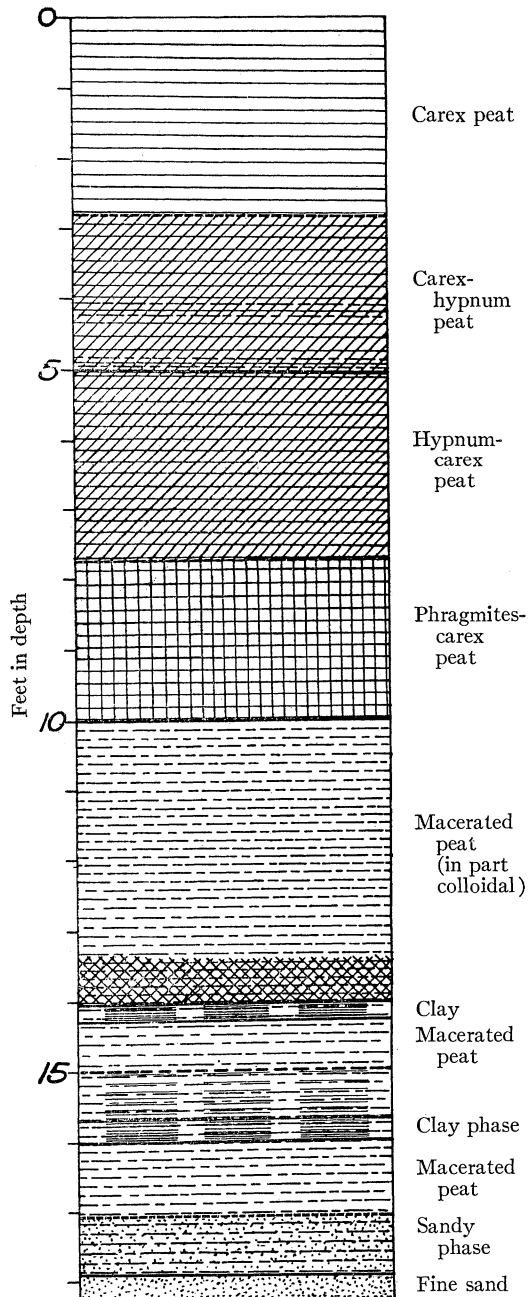 0
Carex peat
Carex-
hypnum
peat
5
Hypnum-
carex
peat
Phragmites-
carex
peat
Feet in depth
10
Macerated
peat
(in part
colloidal)
Clay
Macerated
peat
15
Clay phase
Macerated
peat
Sandy
phase
Fine sand